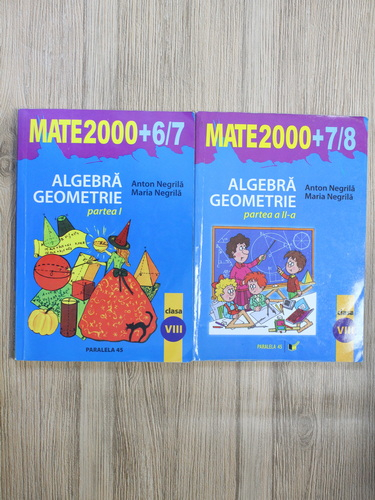 MATE2000+6/7
ALGEBRĂ
GEOMETRIE
partea I
Anton Negrilă
Maria Negrilă
clasa
VIII
PARALELA 45
MATE2000+7/8
ALGEBRĂ
GEOMETRIE
partea a II-a
Anton Negrilă
Maria Negrilă
clasa
VIII
PARALELA 45